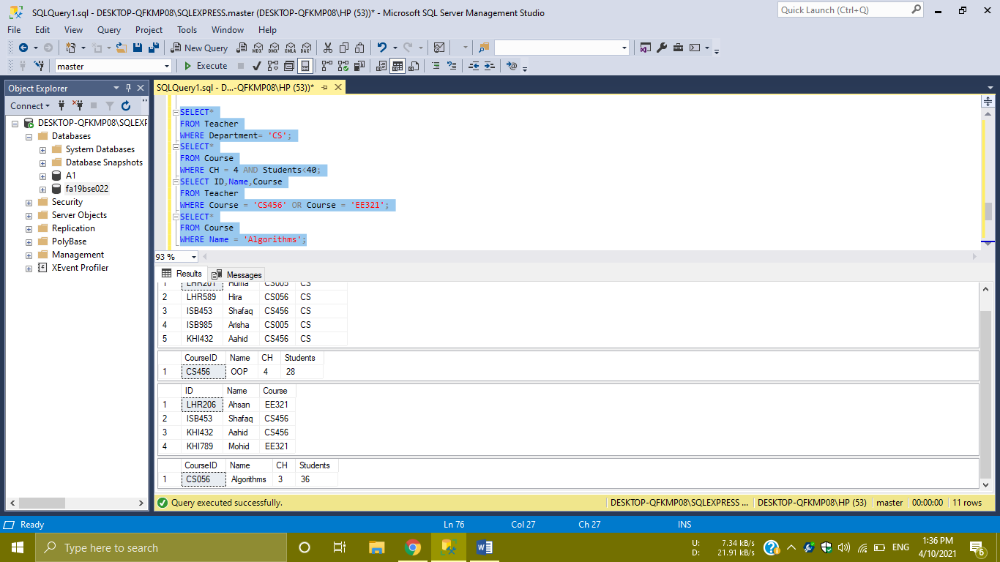 SQLQuery1.sql - DESKTOP-QFKMP08\SQLEXPRESS.master (DESKTOP-QFKMP08\HP (53))* - Microsoft SQL Server Management Studio
Quick Launch (Ctrl+Q)
File Edit View Query Project Tools Window Help
New Query MDX DMX XMLA DAX
master Execute
Object Explorer
SQLQuery1.sql - D...-QFKMP08\HP (53))*
Connect
DESKTOP-QFKMP08\SQLEXP
Databases
System Databases
Database Snapshots
A1
fa19bse022
Security
Server Objects
Replication
PolyBase
Management
XEvent Profiler
SELECT*
FROM Teacher
WHERE Department= 'CS';
SELECT*
FROM Course
WHERE CH = 4 AND Students<40;
SELECT ID,Name,Course
FROM Teacher
WHERE Course = 'CS456' OR Course = 'EE321';
SELECT*
FROM Course
WHERE Name = 'Algorithms';
93 %
Results Messages
1 LHR201 Huma CS005 CS
2 LHR589 Hira CS056 CS
3 ISB453 Shafaq CS456 CS
4 ISB985 Arisha CS005 CS
5 KHI432 Aahid CS456 CS
CourseID Name CH Students
1 CS456 OOP 4 28
ID Name Course
1 LHR206 Ahsan EE321
2 ISB453 Shafaq CS456
3 KHI432 Aahid CS456
4 KHI789 Mohid EE321
CourseID Name CH Students
1 CS056 Algorithms 3 36
Query executed successfully. DESKTOP-QFKMP08\SQLEXPRESS ... DESKTOP-QFKMP08\HP (53) master 00:00:00 11 rows
Ready Ln 76 Col 27 Ch 27 INS
Type here to search
U: 7.34 kB/s
D: 21.91 kB/s
ENG
1:36 PM
4/10/2021
6